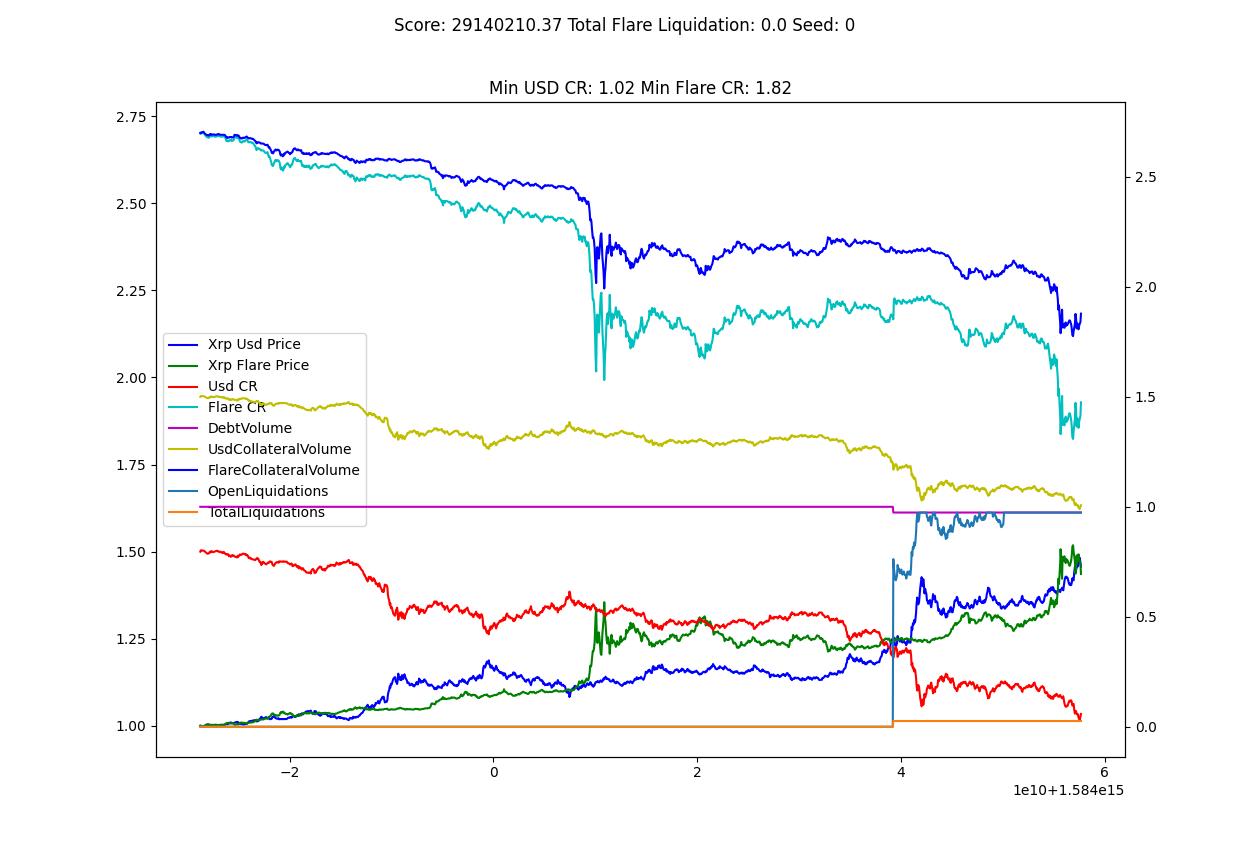 Score: 29140210.37 Total Flare Liquidation: 0.0 Seed: 0
Min USD CR: 1.02 Min Flare CR: 1.82
2.75
2.50
2.25
2.00
1.75
1.50
1.25
1.00
Xrp Usd Price
Xrp Flare Price
Usd CR
Flare CR
DebtVolume
UsdCollateralVolume
FlareCollateralVolume
OpenLiquidations
TotalLiquidations
2.5
2.0
1.5
1.0
0.5
0.0
−2
0
2
4
6
1e10+1.584e15